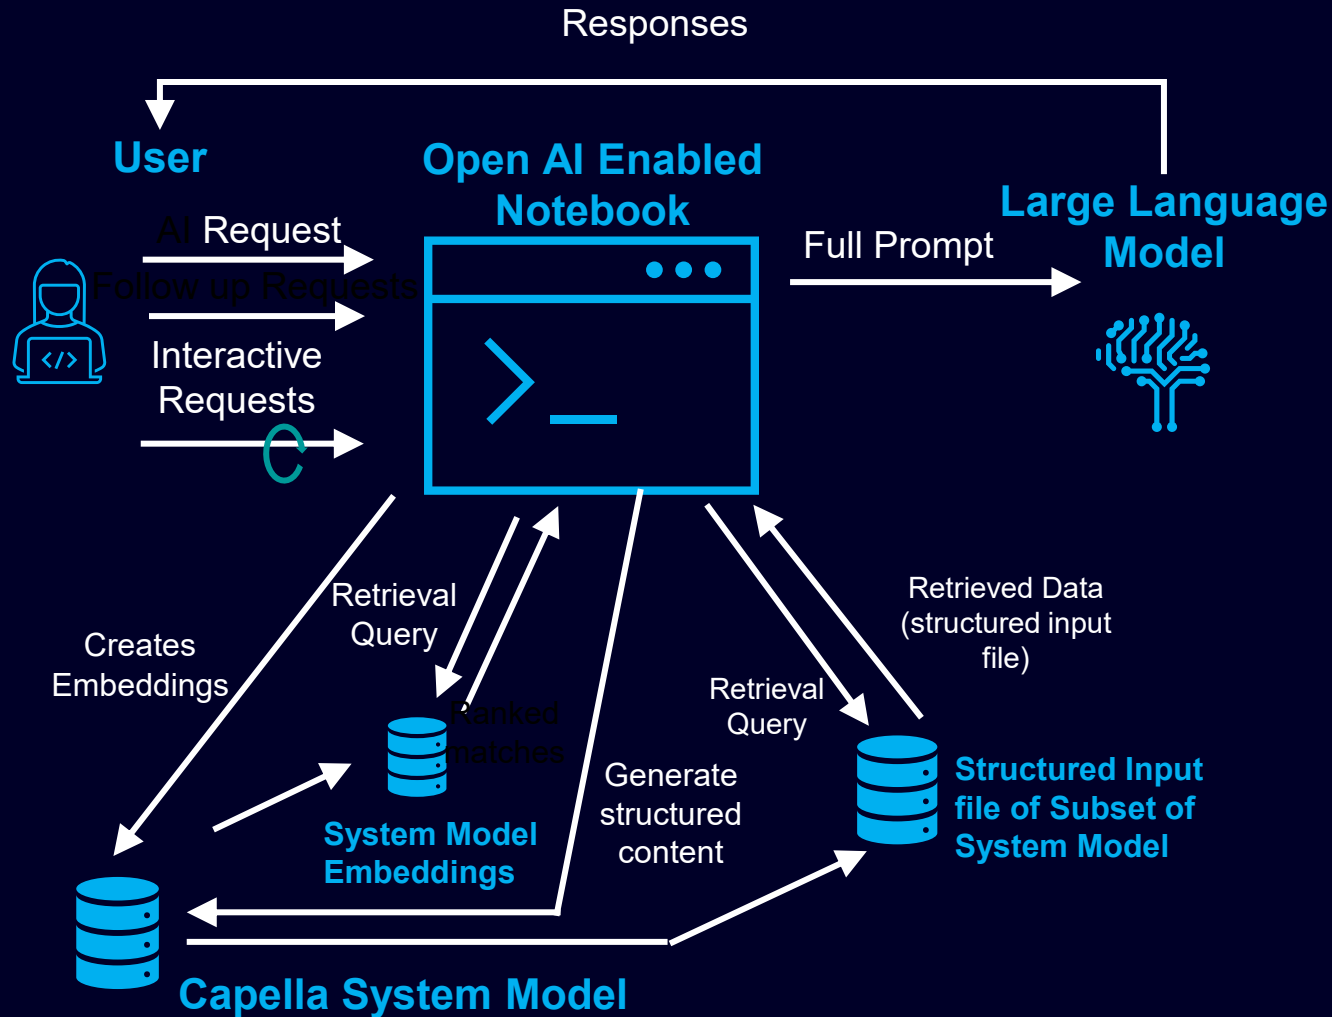 Responses
User
Open AI Enabled
Notebook
Large Language
Model
AI Request
Follow up Requests
Interactive
Requests
Full Prompt
Creates
Embeddings
Retrieval
Query
Ranked
matches
Generate
structured
content
Retrieval
Query
Retrieved Data
(structured input
file)
System Model
Embeddings
Structured Input
file of Subset of
System Model
Capella System Model